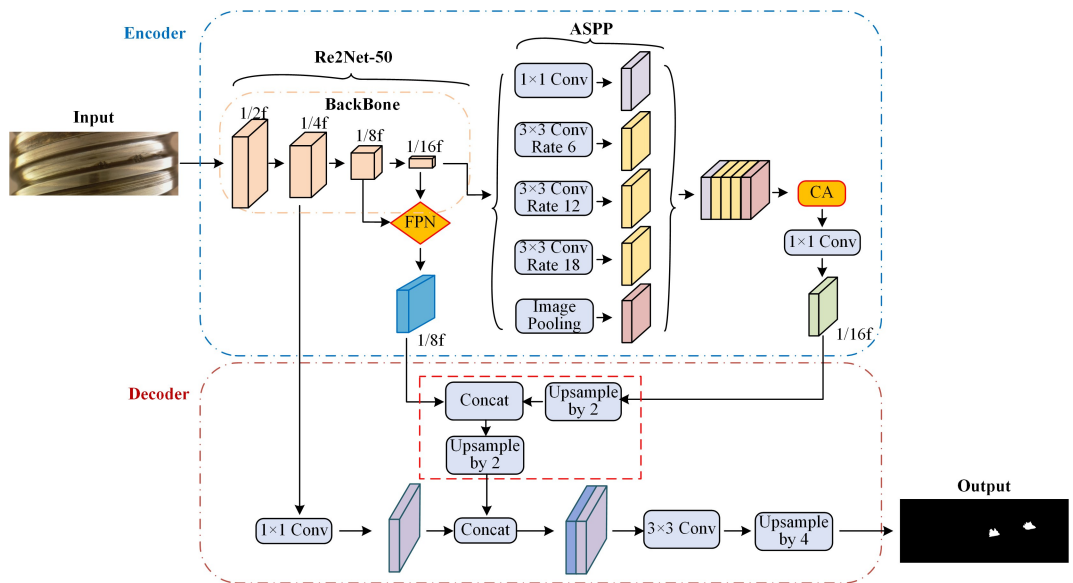 Encoder
ASPP
Re2Net-50
BackBone
Input
1/2f
1/4f
1/8f
1/16f
FPN
1/8f
1×1 Conv
3×3 Conv
Rate 6
3×3 Conv
Rate 12
3×3 Conv
Rate 18
Image
Pooling
CA
1×1 Conv
1/16f
Decoder
Concat
Upsample
by 2
Upsample
by 2
1×1 Conv
Concat
3×3 Conv
Upsample
by 4
Output